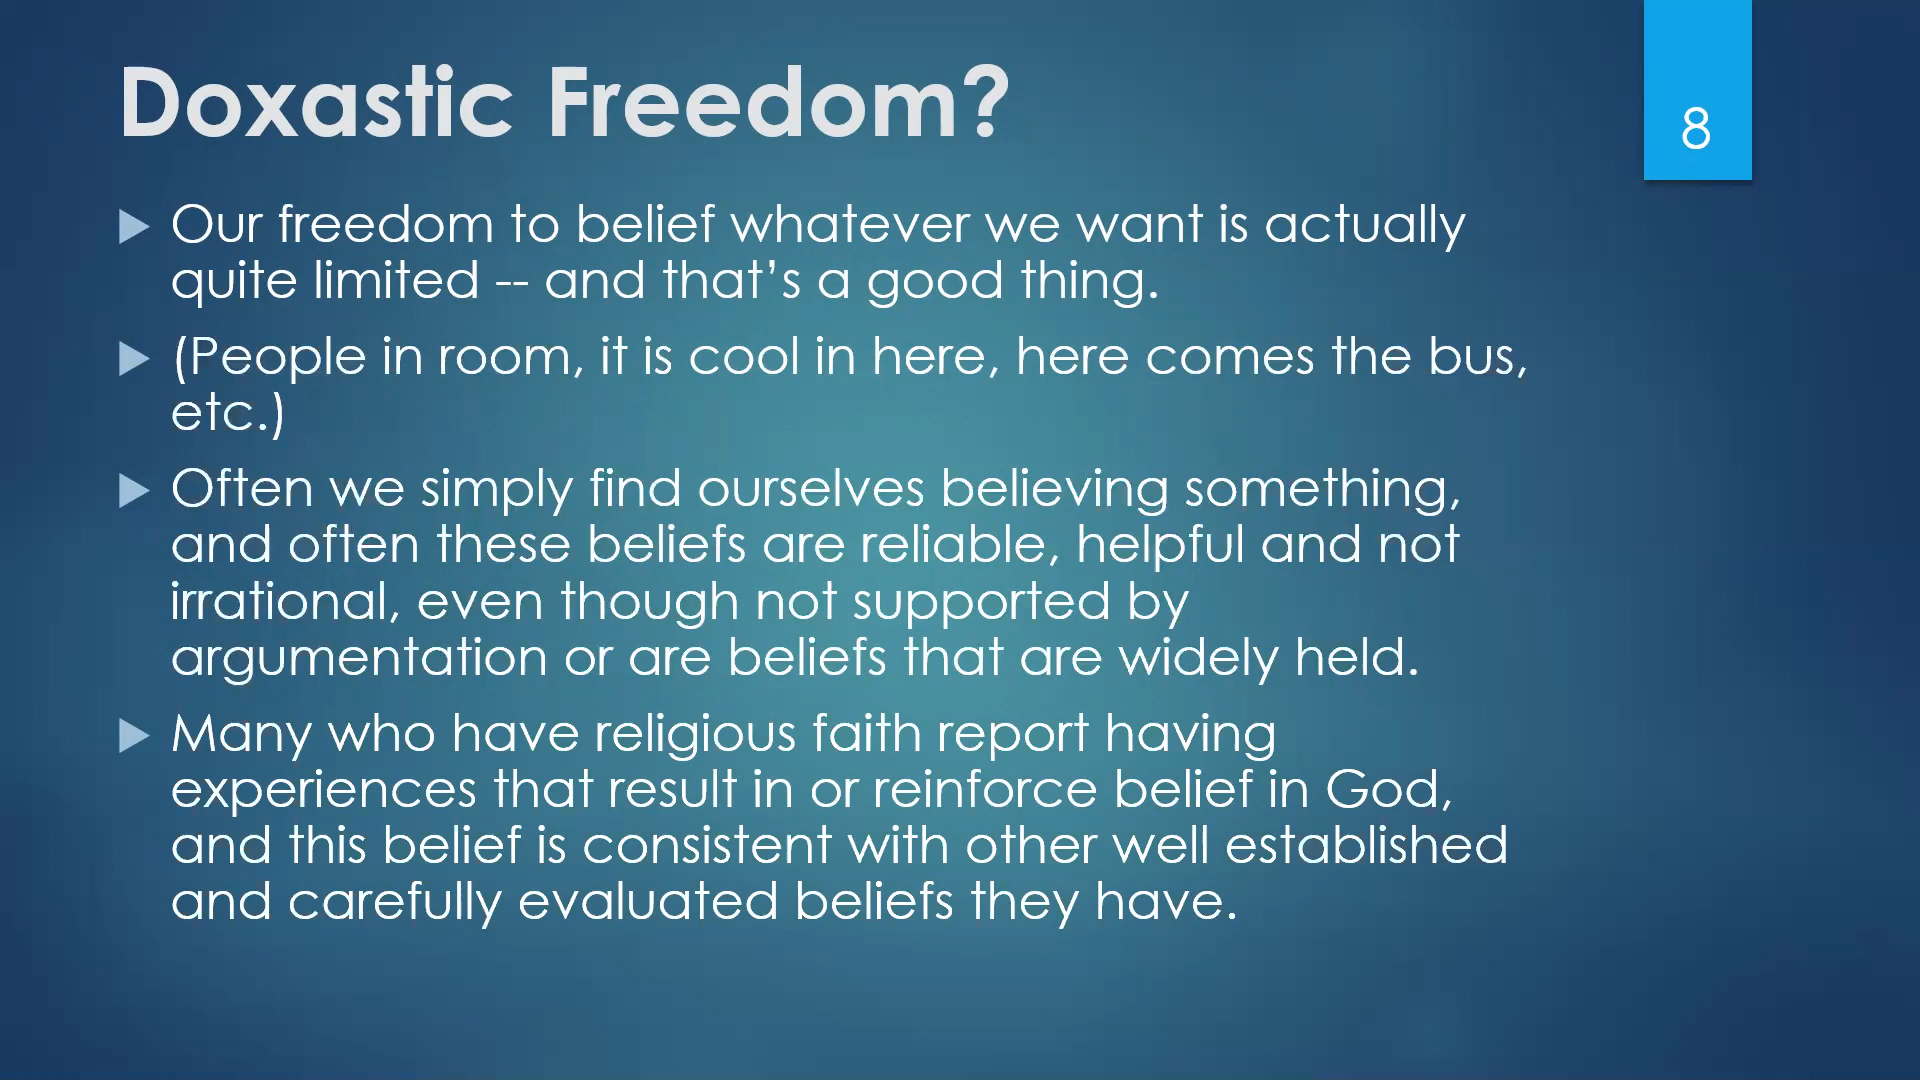 Doxastic Freedom?
8
Our freedom to belief whatever we want is actually
quite limited -- and that’s a good thing.
(People in room, it is cool in here, here comes the bus,
etc.)
Often we simply find ourselves believing something,
and often these beliefs are reliable, helpful and not
irrational, even though not supported by
argumentation or are beliefs that are widely held.
Many who have religious faith report having
experiences that result in or reinforce belief in God,
and this belief is consistent with other well established
and carefully evaluated beliefs they have.